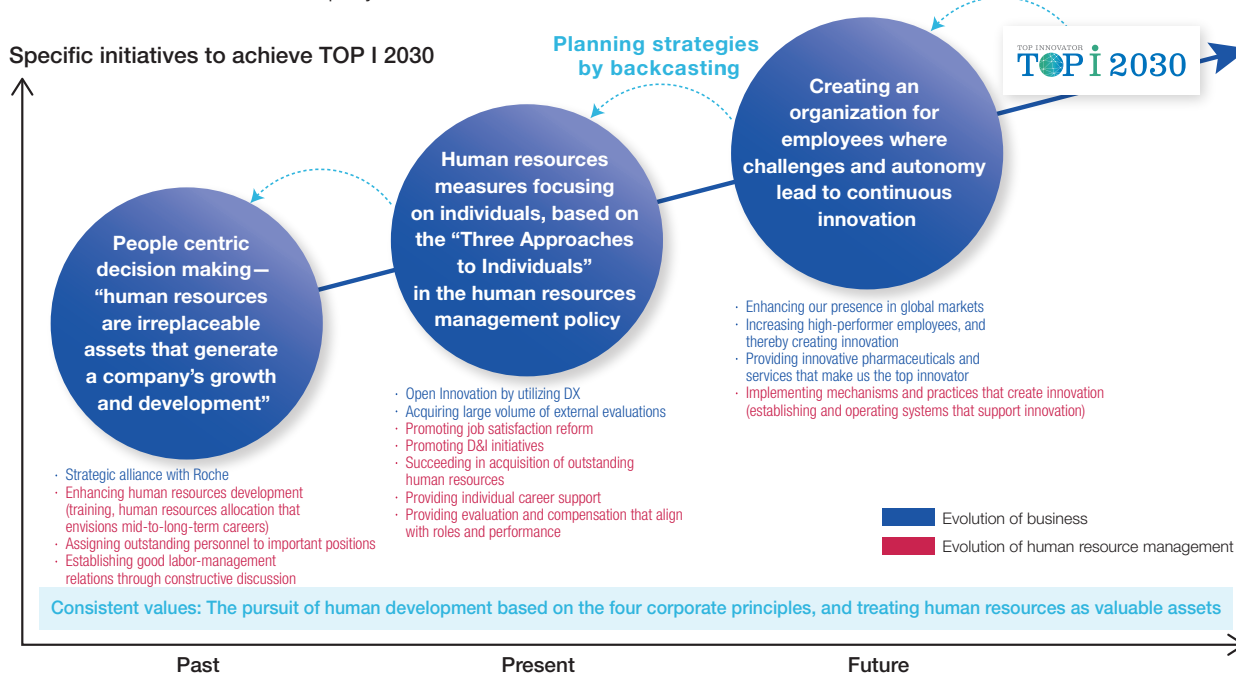 Specific initiatives to achieve TOP I 2030
Planning strategies
by backcasting
TOP INNOVATOR
TOP I 2030
People centric
decision making—
“human resources
are irreplaceable
assets that generate
a company’s growth
and development”
· Strategic alliance with Roche
· Enhancing human resources development
(training, human resources allocation that
envisions mid-to-long-term careers)
· Assigning outstanding personnel to important positions
· Establishing good labor-management
relations through constructive discussion
Human resources
measures focusing
on individuals, based on
the “Three Approaches
to Individuals”
in the human resources
management policy
· Open Innovation by utilizing DX
· Acquiring large volume of external evaluations
· Promoting job satisfaction reform
· Promoting D&I initiatives
· Succeeding in acquisition of outstanding
human resources
· Providing individual career support
· Providing evaluation and compensation that align
with roles and performance
Creating an
organization for
employees where
challenges and autonomy
lead to continuous
innovation
· Enhancing our presence in global markets
· Increasing high-performer employees, and
thereby creating innovation
· Providing innovative pharmaceuticals and
services that make us the top innovator
· Implementing mechanisms and practices that create innovation
(establishing and operating systems that support innovation)
Evolution of business
Evolution of human resource management
Consistent values: The pursuit of human development based on the four corporate principles, and treating human resources as valuable assets
Past
Present
Future